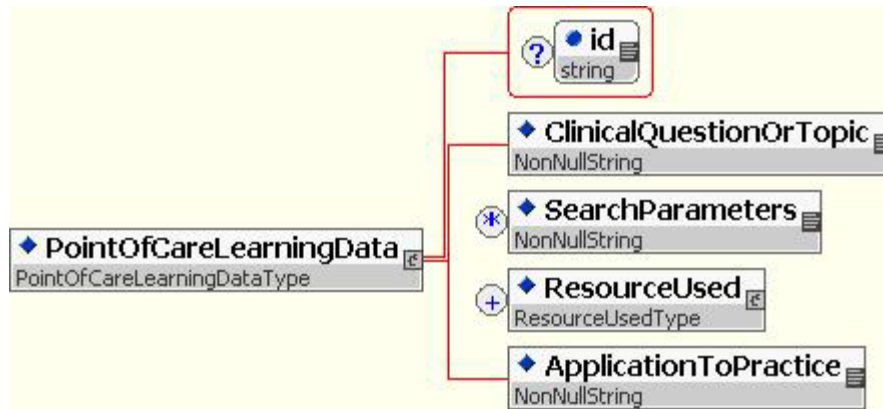 ?
id
string
ClinicalQuestionOrTopic
NonNullString
*
SearchParameters
NonNullString
PointOfCareLearningData
PointOfCareLearningDataType
+
ResourceUsed
ResourceUsedType
ApplicationToPractice
NonNullString